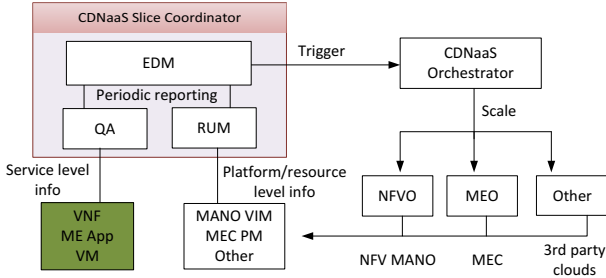 CDNaaS Slice Coordinator
EDM
Trigger
CDNaaS
Orchestrator
Periodic reporting
QA
RUM
Scale
Service level
info
Platform/resource
level info
NFVO
MEO
Other
VNF
ME App
VM
MANO VIM
MEC PM
Other
NFV MANO
MEC
3rd party
clouds